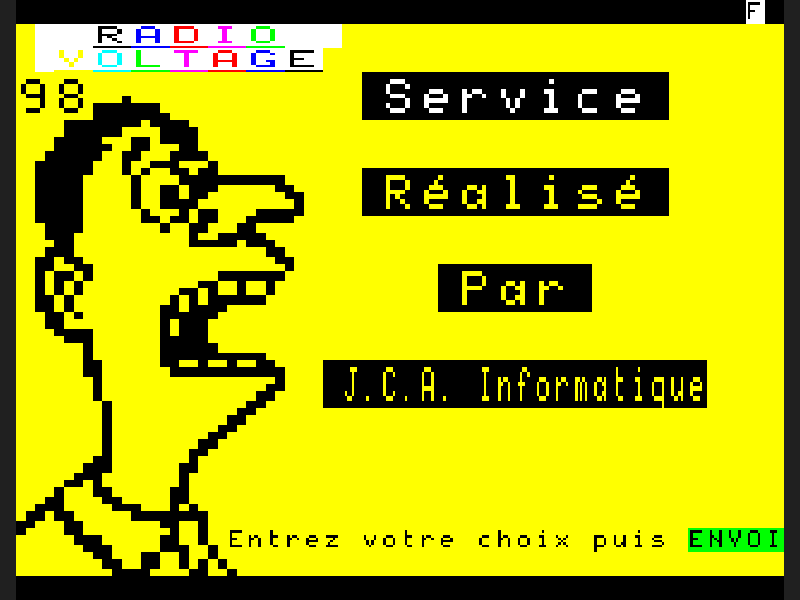 F
RADIO
VOLTAGE
98
Service
Réalisé
Par
J.C.A. Informatique
Entrez votre choix puis ENVOI